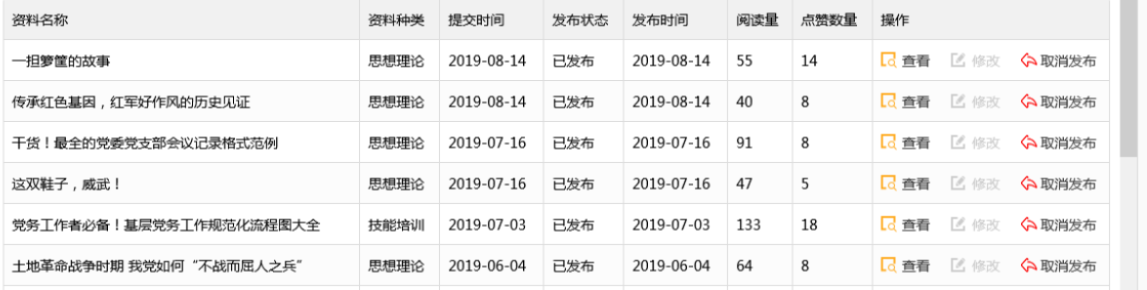 资料名称 资料种类 提交时间 发布状态 发布时间 阅读量 点赞数量 操作
一担箩筐的故事 思想理论 2019-08-14 已发布 2019-08-14 55 14 查看 修改 取消发布
传承红色基因，红军好作风的历史见证 思想理论 2019-08-14 已发布 2019-08-14 40 8 查看 修改 取消发布
干货！最全的党委党支部会议记录格式范例 思想理论 2019-07-16 已发布 2019-07-16 91 8 查看 修改 取消发布
这双鞋子，威武！ 思想理论 2019-07-16 已发布 2019-07-16 47 5 查看 修改 取消发布
党务工作者必备！基层党务工作规范化流程图大全 技能培训 2019-07-03 已发布 2019-07-03 133 18 查看 修改 取消发布
土地革命战争时期 我党如何“不战而屈人之兵” 思想理论 2019-06-04 已发布 2019-06-04 64 8 查看 修改 取消发布